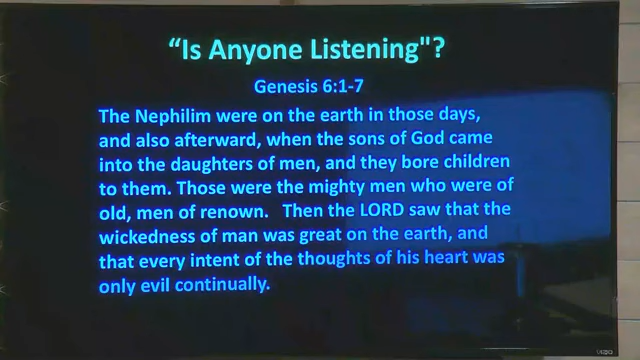 “Is Anyone Listening"?
Genesis 6:1-7
The Nephilim were on the earth in those days,
and also afterward, when the sons of God came
into the daughters of men, and they bore children
to them. Those were the mighty men who were of
old, men of renown.   Then the LORD saw that the
wickedness of man was great on the earth, and
that every intent of the thoughts of his heart was
only evil continually.
VIZIO